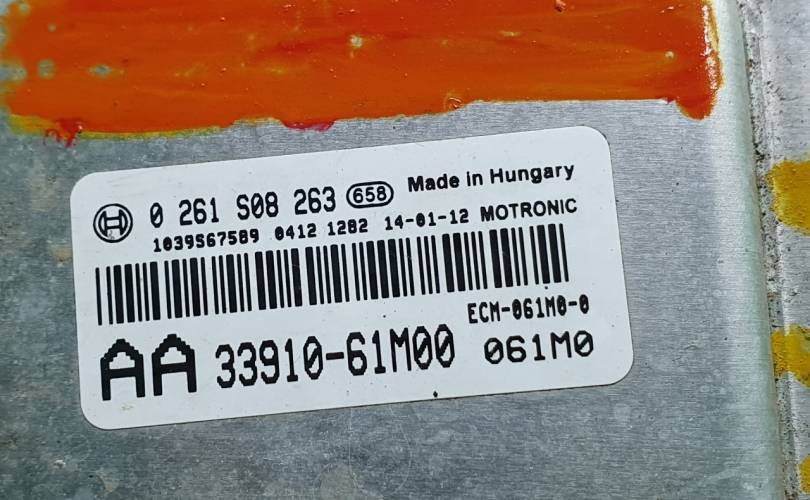 0 261 S08 263 658 Made in Hungary
1039S67589 0412 1282 14-01-12 MOTRONIC
ECM-061M0-0
AA 33910-61M00 061M0